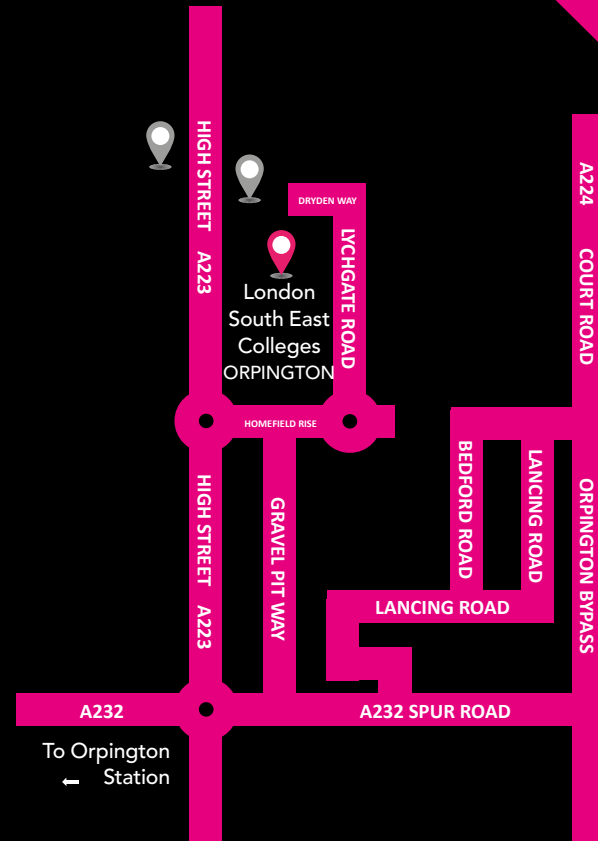 HIGH STREET A223
DRYDEN WAY
LYCHGATE ROAD
A224 COURT ROAD
London
South East
Colleges
ORPINGTON
HOMEFIELD RISE
HIGH STREET A223
GRAVEL PIT WAY
BEDFORD ROAD
LANCING ROAD
ORPINGTON BYPASS
LANCING ROAD
A232
A232 SPUR ROAD
To Orpington
Station